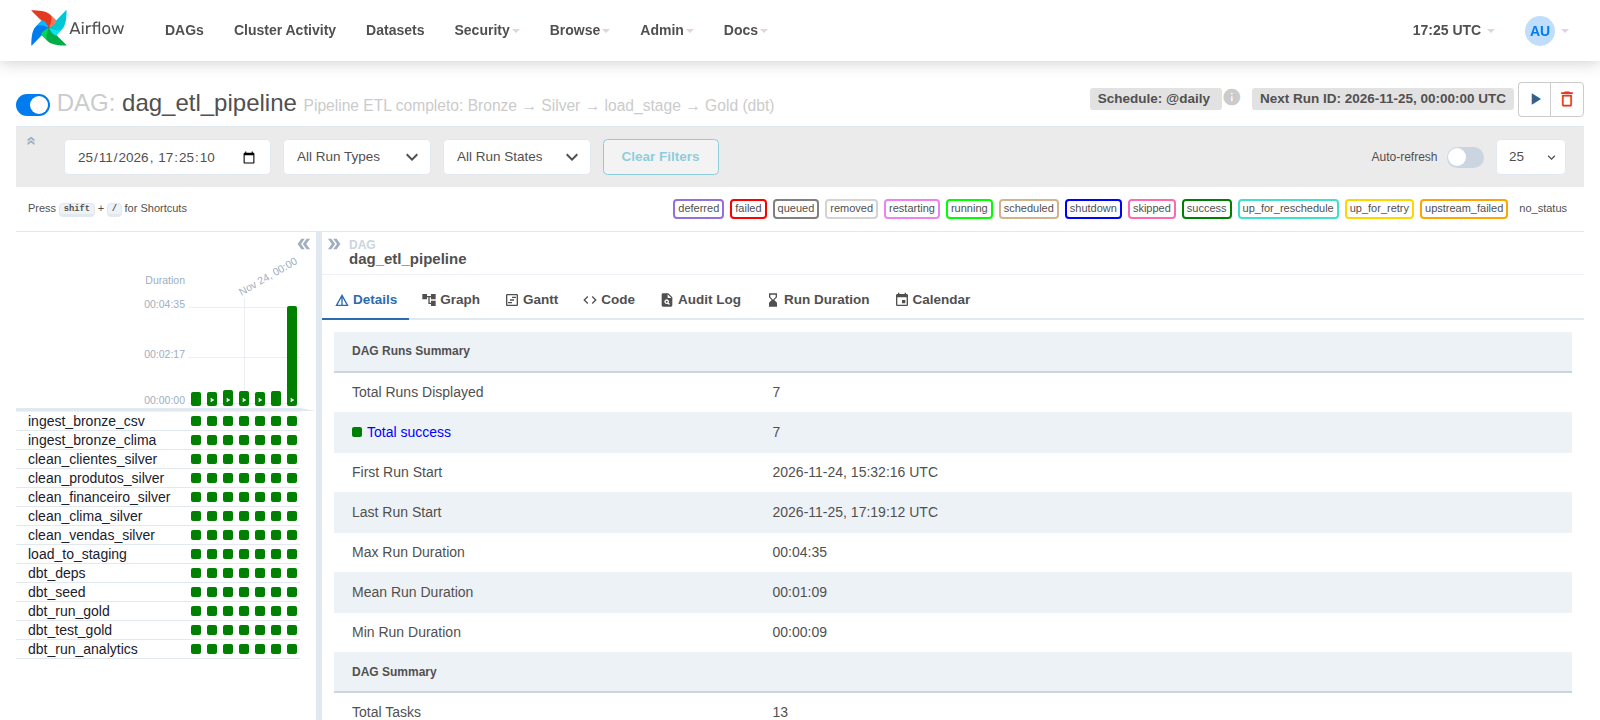 Airflow DAGs Cluster Activity Datasets Security Browse Admin Docs 17:25 UTC AU
DAG: dag_etl_pipeline Pipeline ETL completo: Bronze → Silver → load_stage → Gold (dbt) Schedule: @daily i Next Run ID: 2026-11-25, 00:00:00 UTC
25/11/2026, 17:25:10 All Run Types All Run States Clear Filters Auto-refresh 25
Press shift + / for Shortcuts deferred failed queued removed restarting running scheduled shutdown skipped success up_for_reschedule up_for_retry upstream_failed no_status
DAG
dag_etl_pipeline
Nov 24, 00:00
Duration
00:04:35
00:02:17
00:00:00
ingest_bronze_csv
ingest_bronze_clima
clean_clientes_silver
clean_produtos_silver
clean_financeiro_silver
clean_clima_silver
clean_vendas_silver
load_to_staging
dbt_deps
dbt_seed
dbt_run_gold
dbt_test_gold
dbt_run_analytics
Details Graph Gantt Code Audit Log Run Duration Calendar
DAG Runs Summary
Total Runs Displayed 7
Total success 7
First Run Start 2026-11-24, 15:32:16 UTC
Last Run Start 2026-11-25, 17:19:12 UTC
Max Run Duration 00:04:35
Mean Run Duration 00:01:09
Min Run Duration 00:00:09
DAG Summary
Total Tasks 13